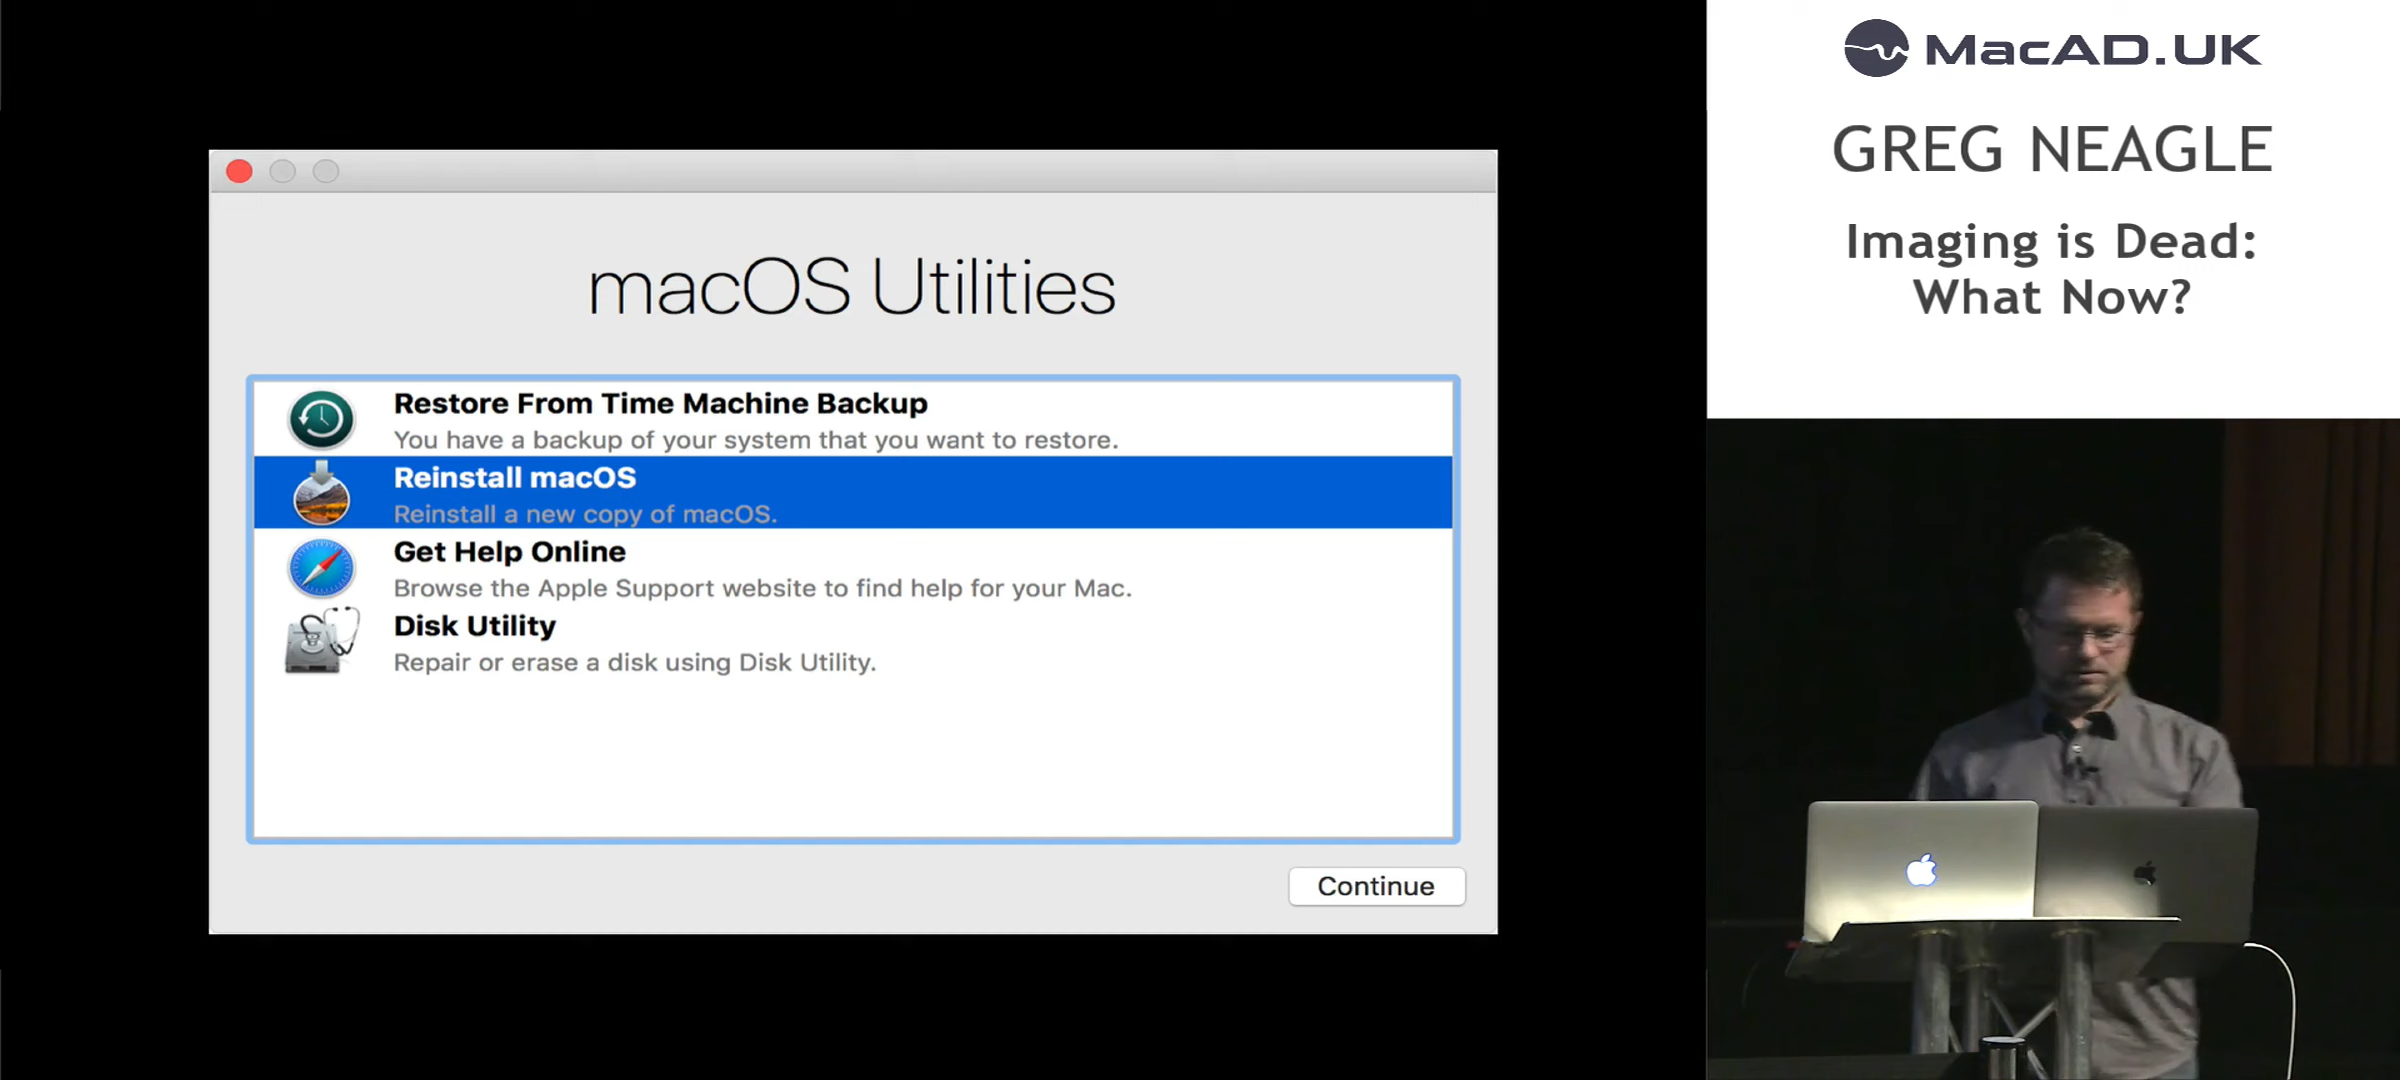 macOS Utilities
Restore From Time Machine Backup
You have a backup of your system that you want to restore.
Reinstall macOS
Reinstall a new copy of macOS.
Get Help Online
Browse the Apple Support website to find help for your Mac.
Disk Utility
Repair or erase a disk using Disk Utility.
Continue
MacAD.UK
GREG NEAGLE
Imaging is Dead:
What Now?